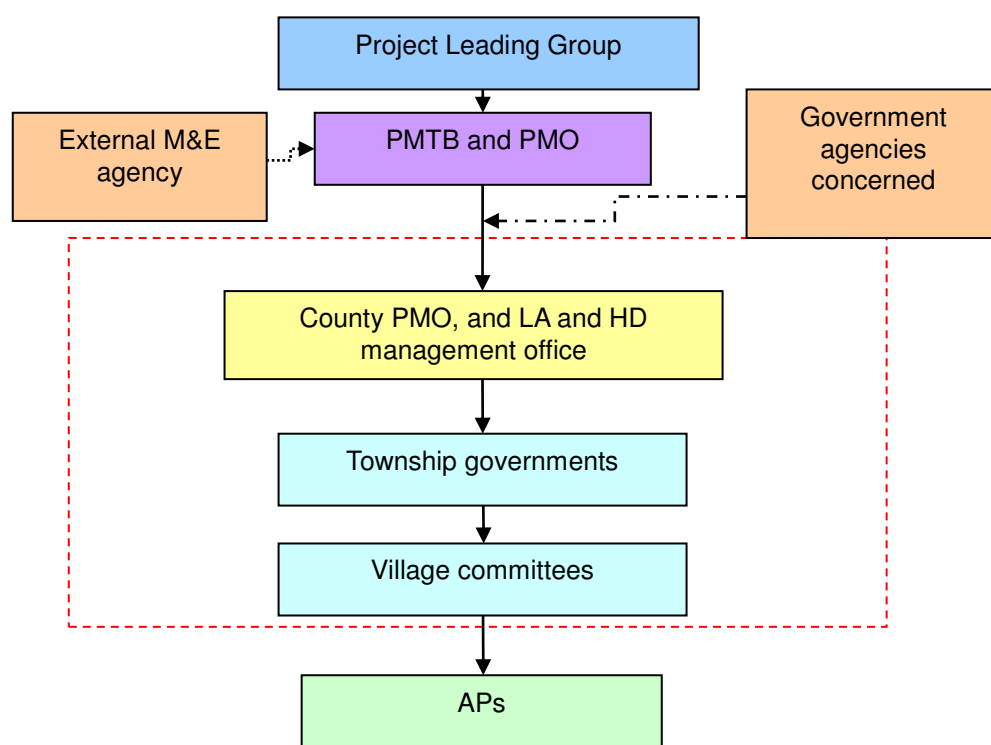 Project Leading Group
External M&E
agency
PMTB and PMO
Government
agencies
concerned
County PMO, and LA and HD
management office
Township governments
Village committees
APs